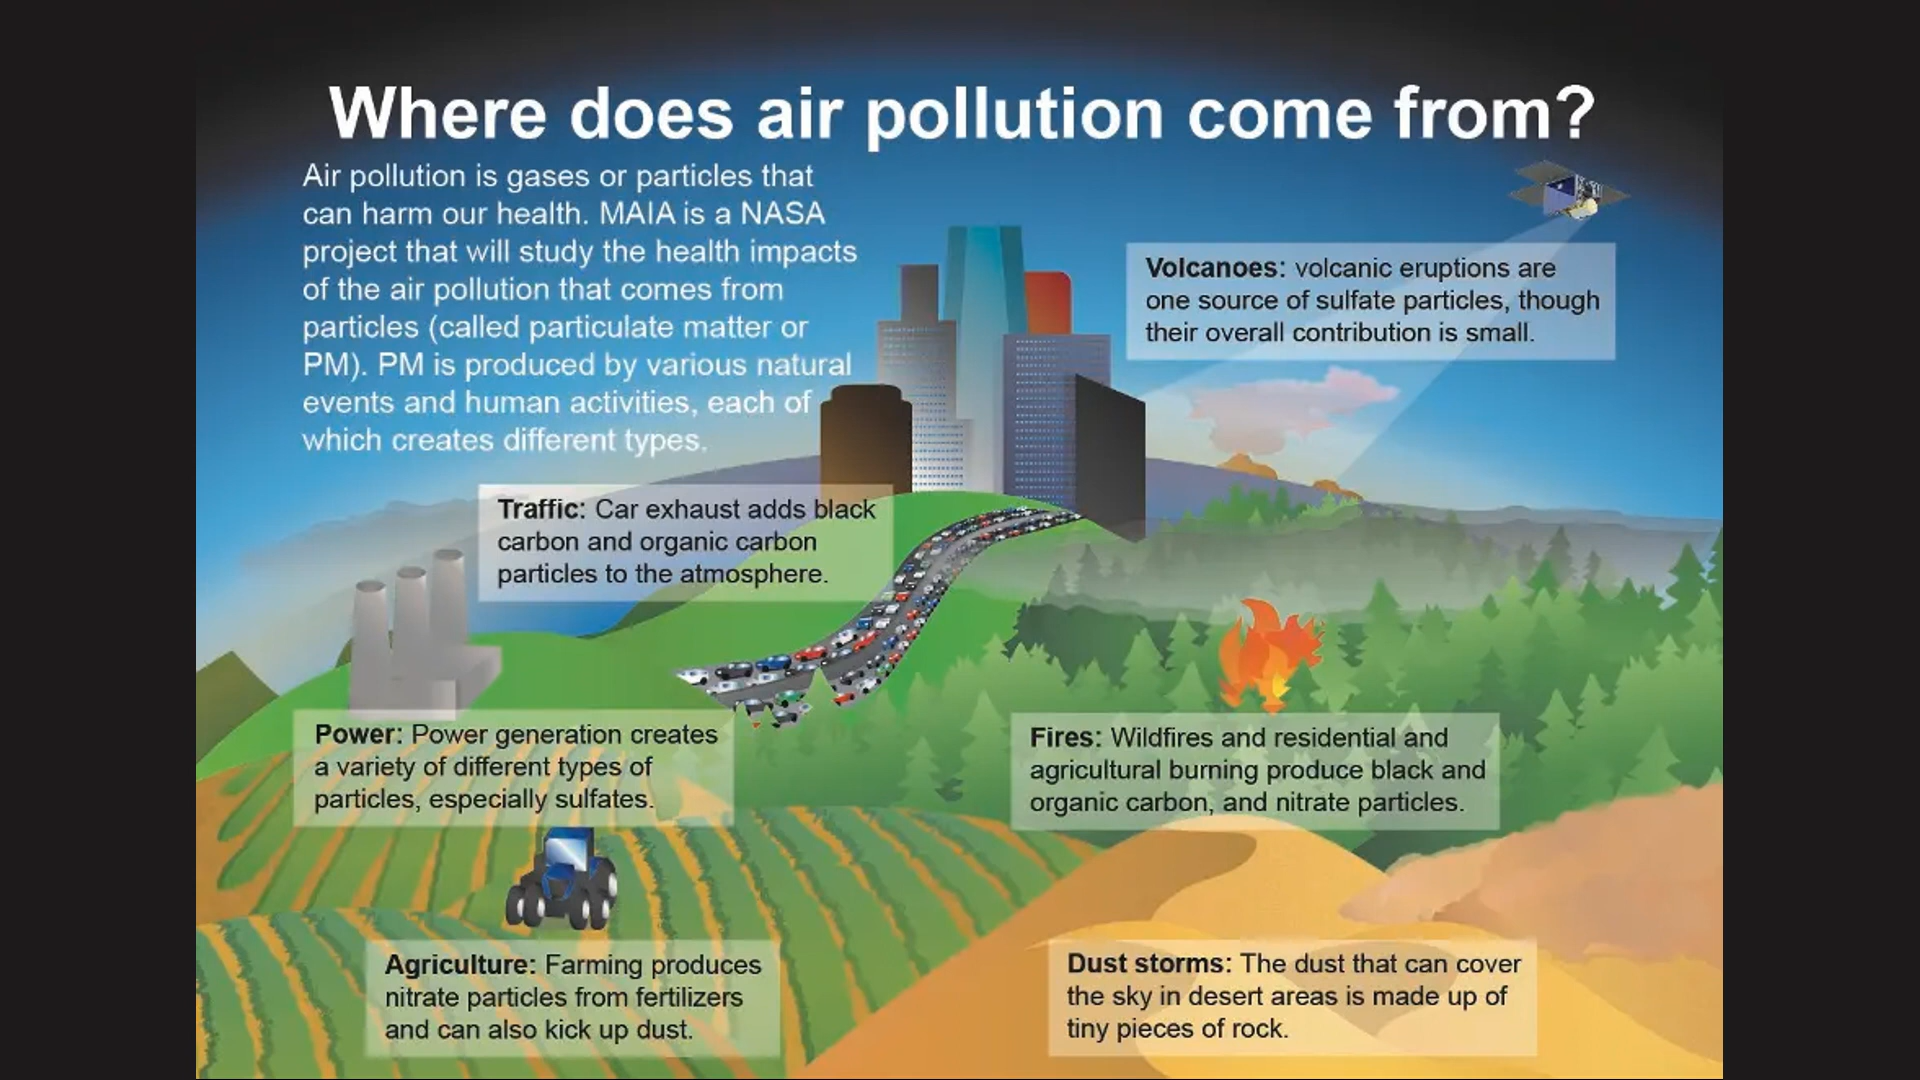 Where does air pollution come from?
Air pollution is gases or particles that
can harm our health. MAIA is a NASA
project that will study the health impacts
of the air pollution that comes from
particles (called particulate matter or
PM). PM is produced by various natural
events and human activities, each of
which creates different types.
Volcanoes: volcanic eruptions are
one source of sulfate particles, though
their overall contribution is small.
Traffic: Car exhaust adds black
carbon and organic carbon
particles to the atmosphere.
Power: Power generation creates
a variety of different types of
particles, especially sulfates.
Fires: Wildfires and residential and
agricultural burning produce black and
organic carbon, and nitrate particles.
Agriculture: Farming produces
nitrate particles from fertilizers
and can also kick up dust.
Dust storms: The dust that can cover
the sky in desert areas is made up of
tiny pieces of rock.